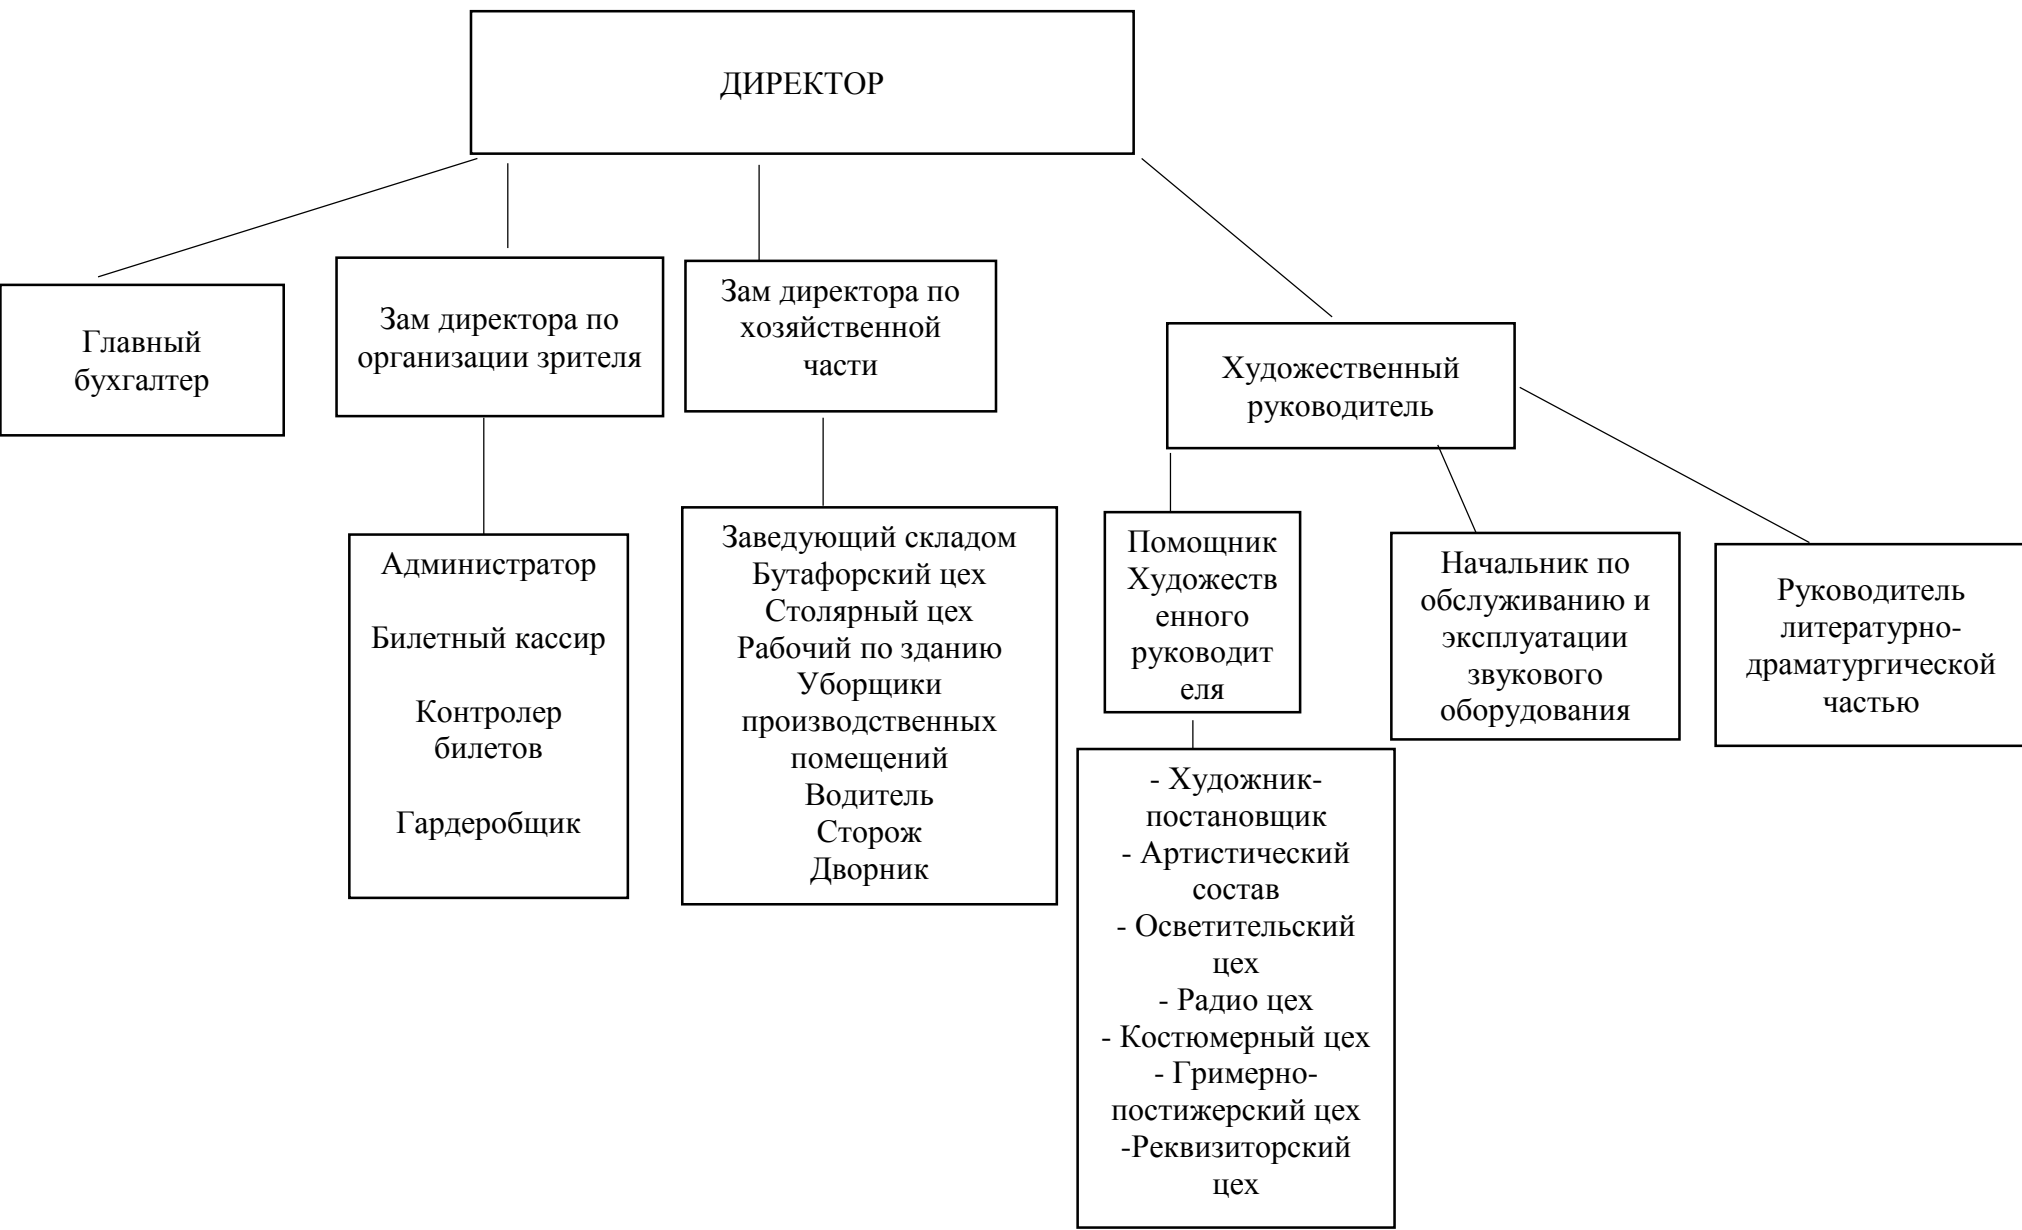 ДИРЕКТОР
Главный
бухгалтер
Зам директора по
организации зрителя
Зам директора по
хозяйственной
части
Художественный
руководитель
Администратор
Билетный кассир
Контролер
билетов
Гардеробщик
Заведующий складом
Бутафорский цех
Столярный цех
Рабочий по зданию
Уборщики
производственных
помещений
Водитель
Сторож
Дворник
Помощник
Художеств
енного
руководит
еля
Начальник по
обслуживанию и
эксплуатации
звукового
оборудования
Руководитель
литературно-
драматургической
частью
- Художник-
постановщик
- Артистический
состав
- Осветительский
цех
- Радио цех
- Костюмерный цех
- Гримерно-
постижерский цех
-Реквизиторский
цех